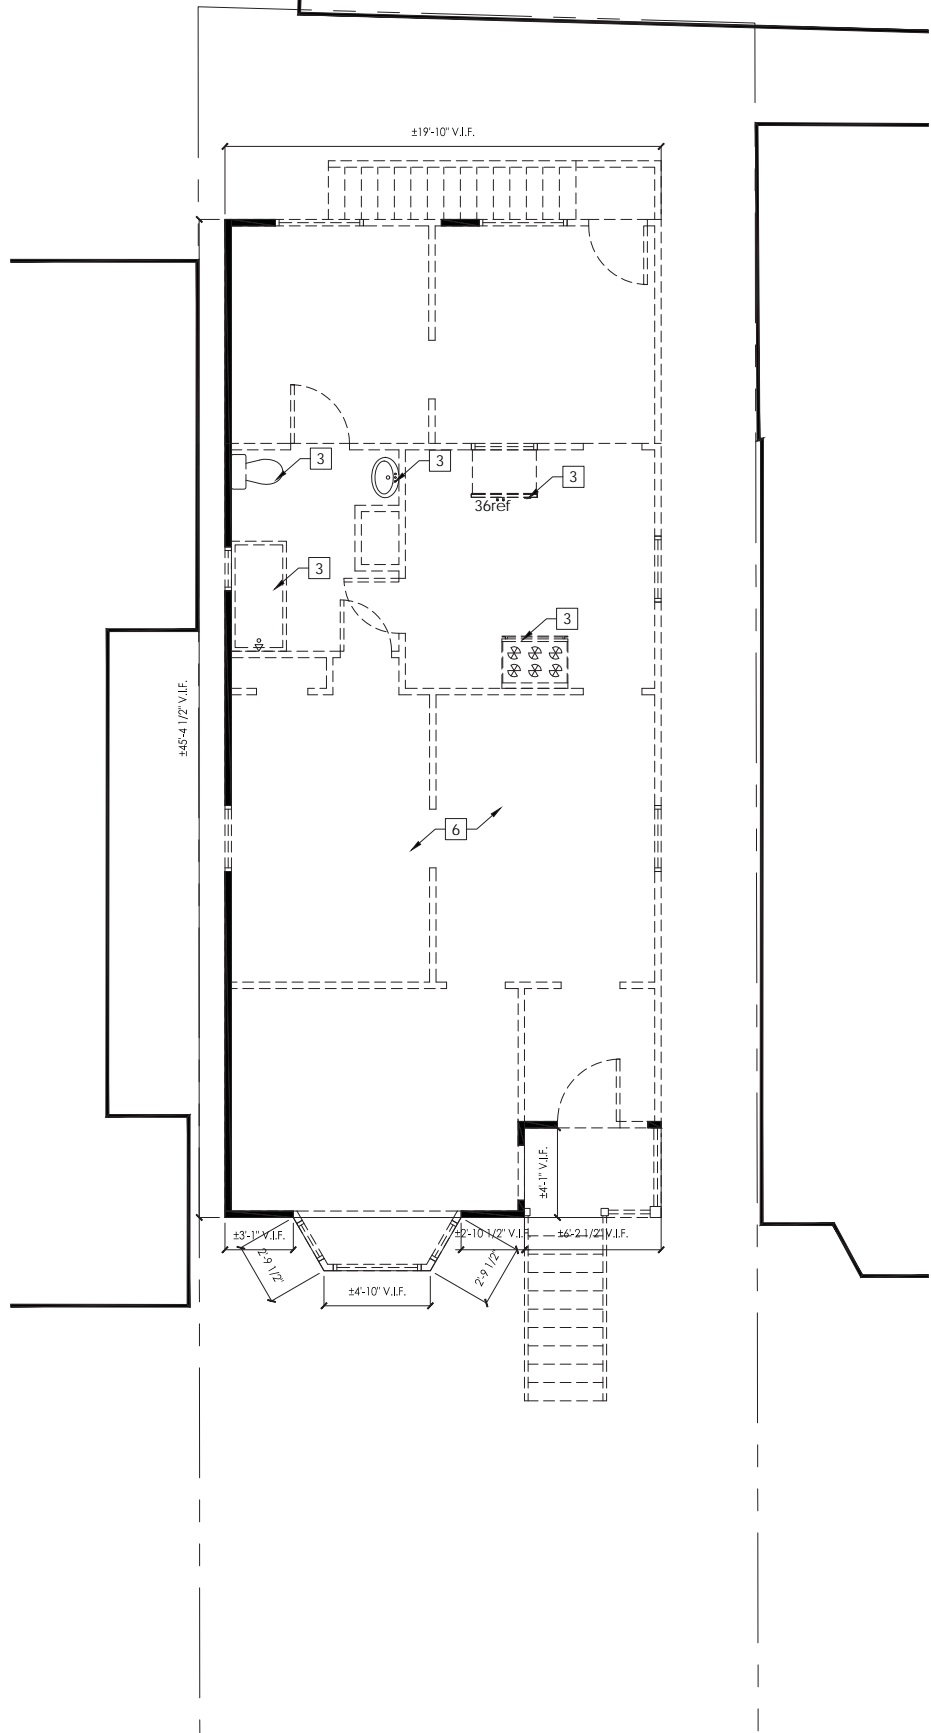 ±19'-10" V.I.F.
3
3
3
36ref
3
3
±45'-4 1/2" V.I.F.
6
±4'-1" V.I.F.
±3'-1" V.I.F.
±2'-10 1/2" V.I.F.
±6'-2 1/2" V.I.F.
2'-9 1/2"
±4'-10" V.I.F.
2'-9 1/2"